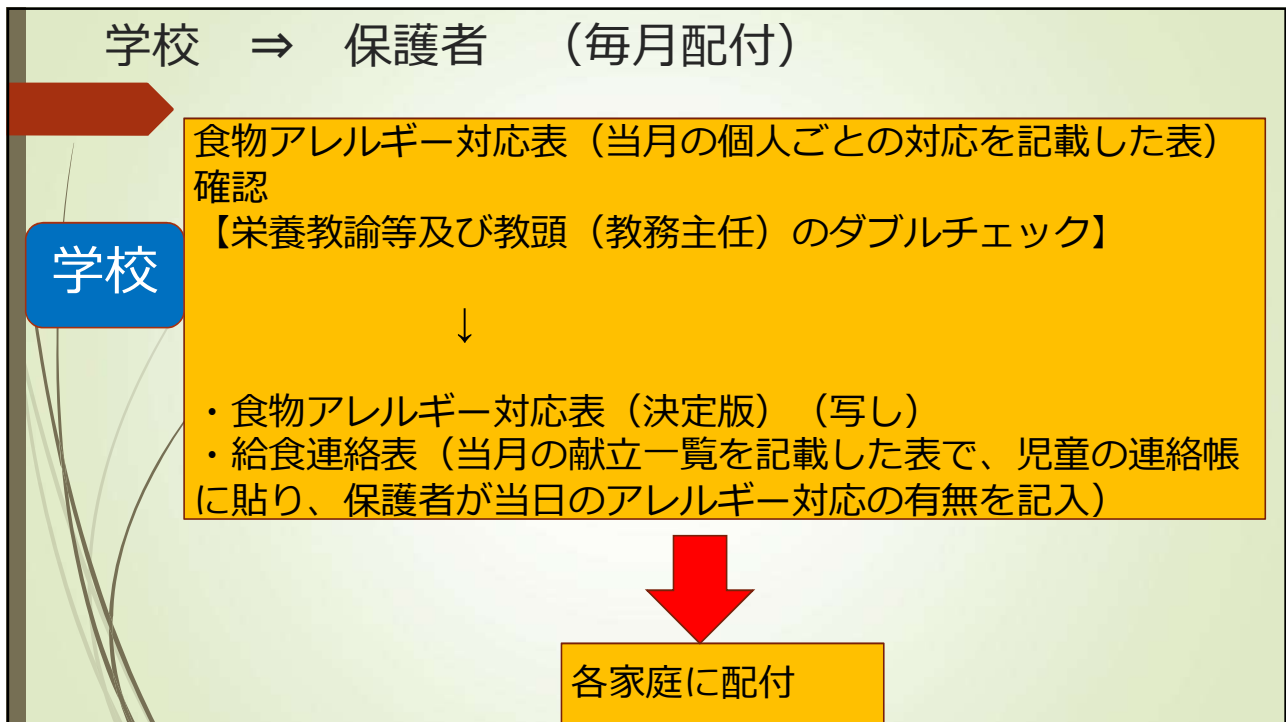 学校　⇒　保護者　（毎月配付）
食物アレルギー対応表（当月の個人ごとの対応を記載した表）
確認
【栄養教諭等及び教頭（教務主任）のダブルチェック】
学校
↓
・食物アレルギー対応表（決定版）（写し）
・給食連絡表（当月の献立一覧を記載した表で、児童の連絡帳
に貼り、保護者が当日のアレルギー対応の有無を記入）
各家庭に配付